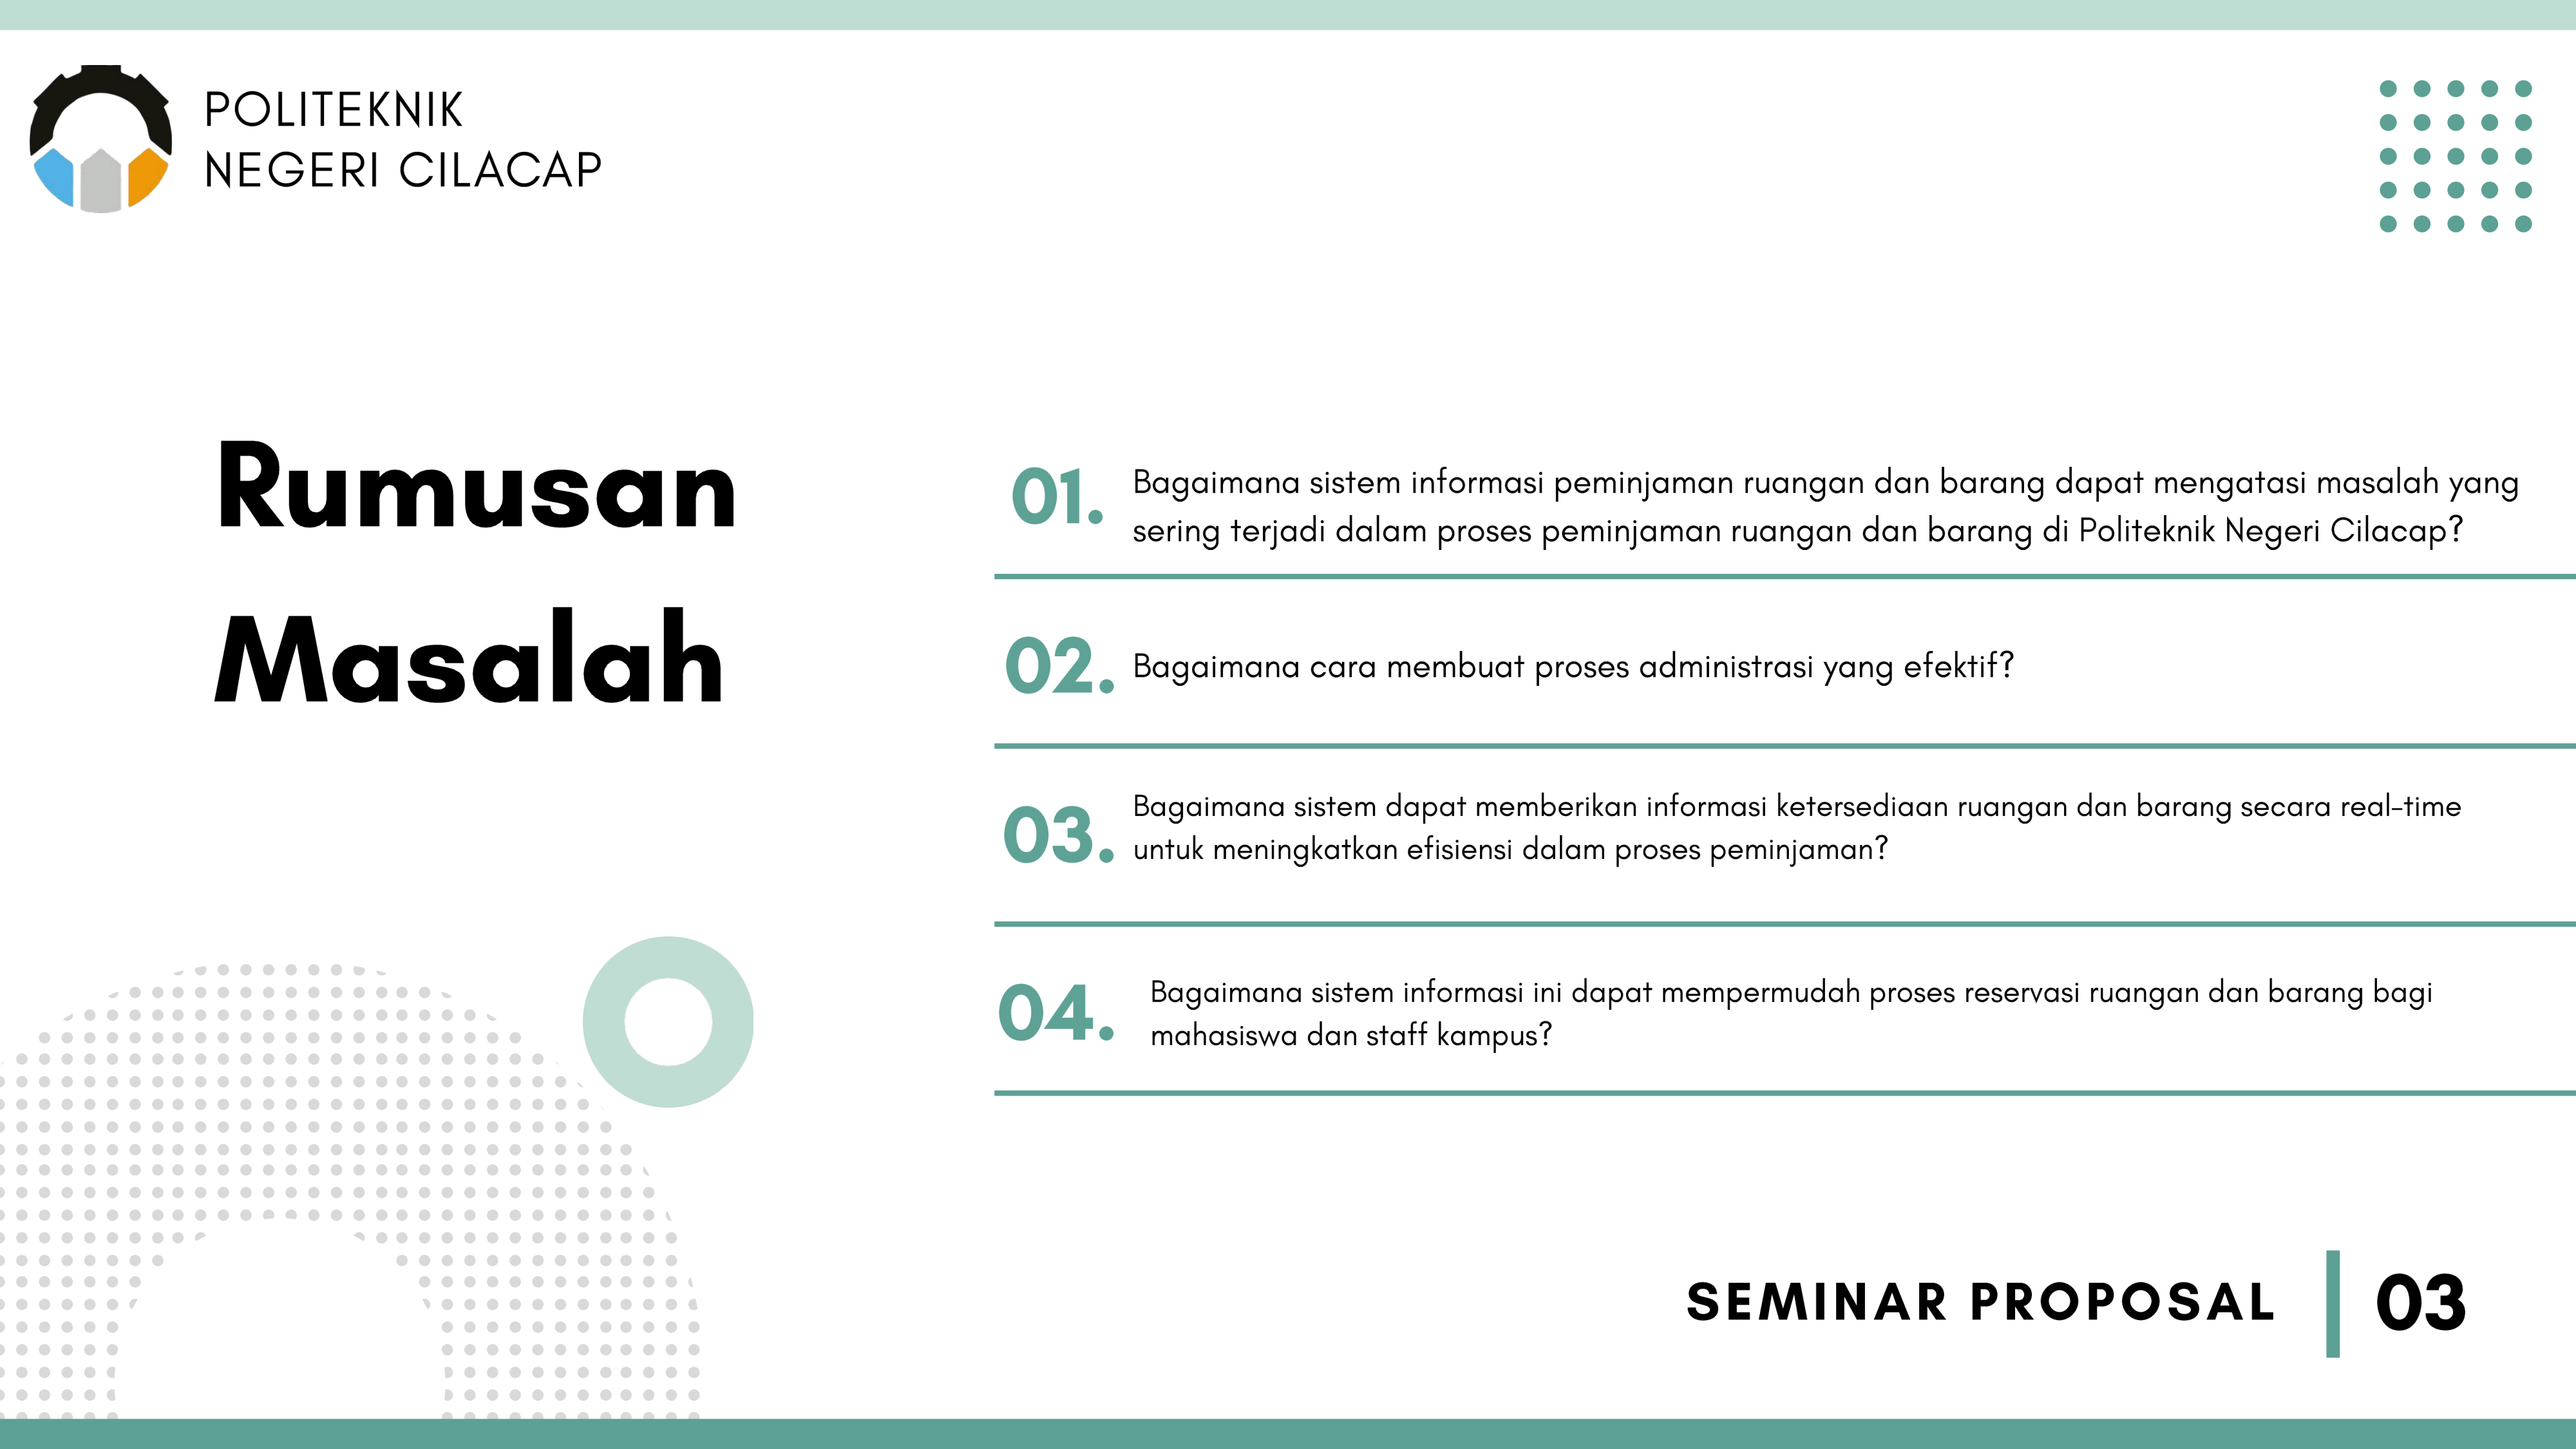 POLITEKNIK
NEGERI CILACAP
Rumusan
Masalah
01.
Bagaimana sistem informasi peminjaman ruangan dan barang dapat mengatasi masalah yang
sering terjadi dalam proses peminjaman ruangan dan barang di Politeknik Negeri Cilacap?
02.
Bagaimana cara membuat proses administrasi yang efektif?
03.
Bagaimana sistem dapat memberikan informasi ketersediaan ruangan dan barang secara real-time
untuk meningkatkan efisiensi dalam proses peminjaman?
04.
Bagaimana sistem informasi ini dapat mempermudah proses reservasi ruangan dan barang bagi
mahasiswa dan staff kampus?
SEMINAR PROPOSAL
03